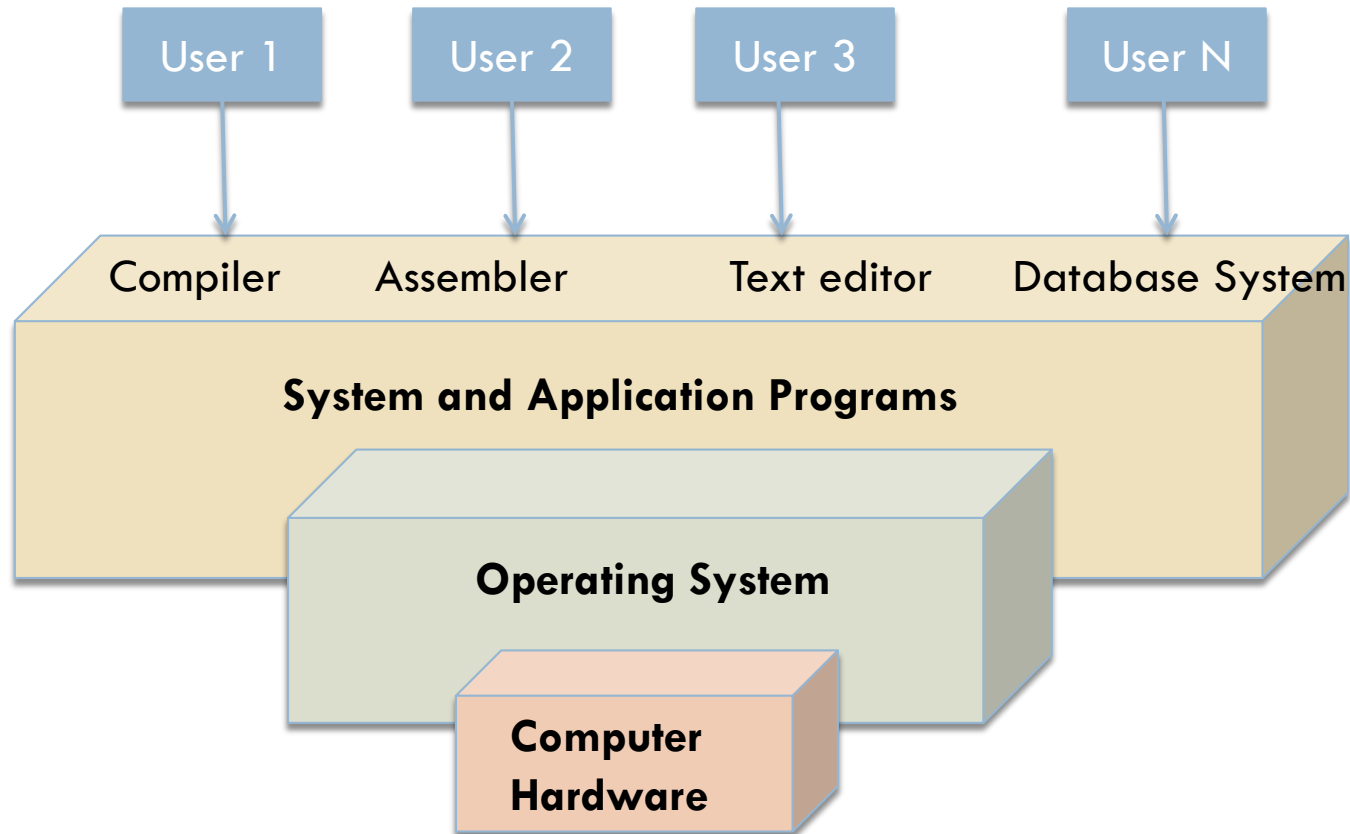 User 1
User 2
User 3
User N
Compiler
Assembler
Text editor
Database System
System and Application Programs
Operating System
Computer
Hardware